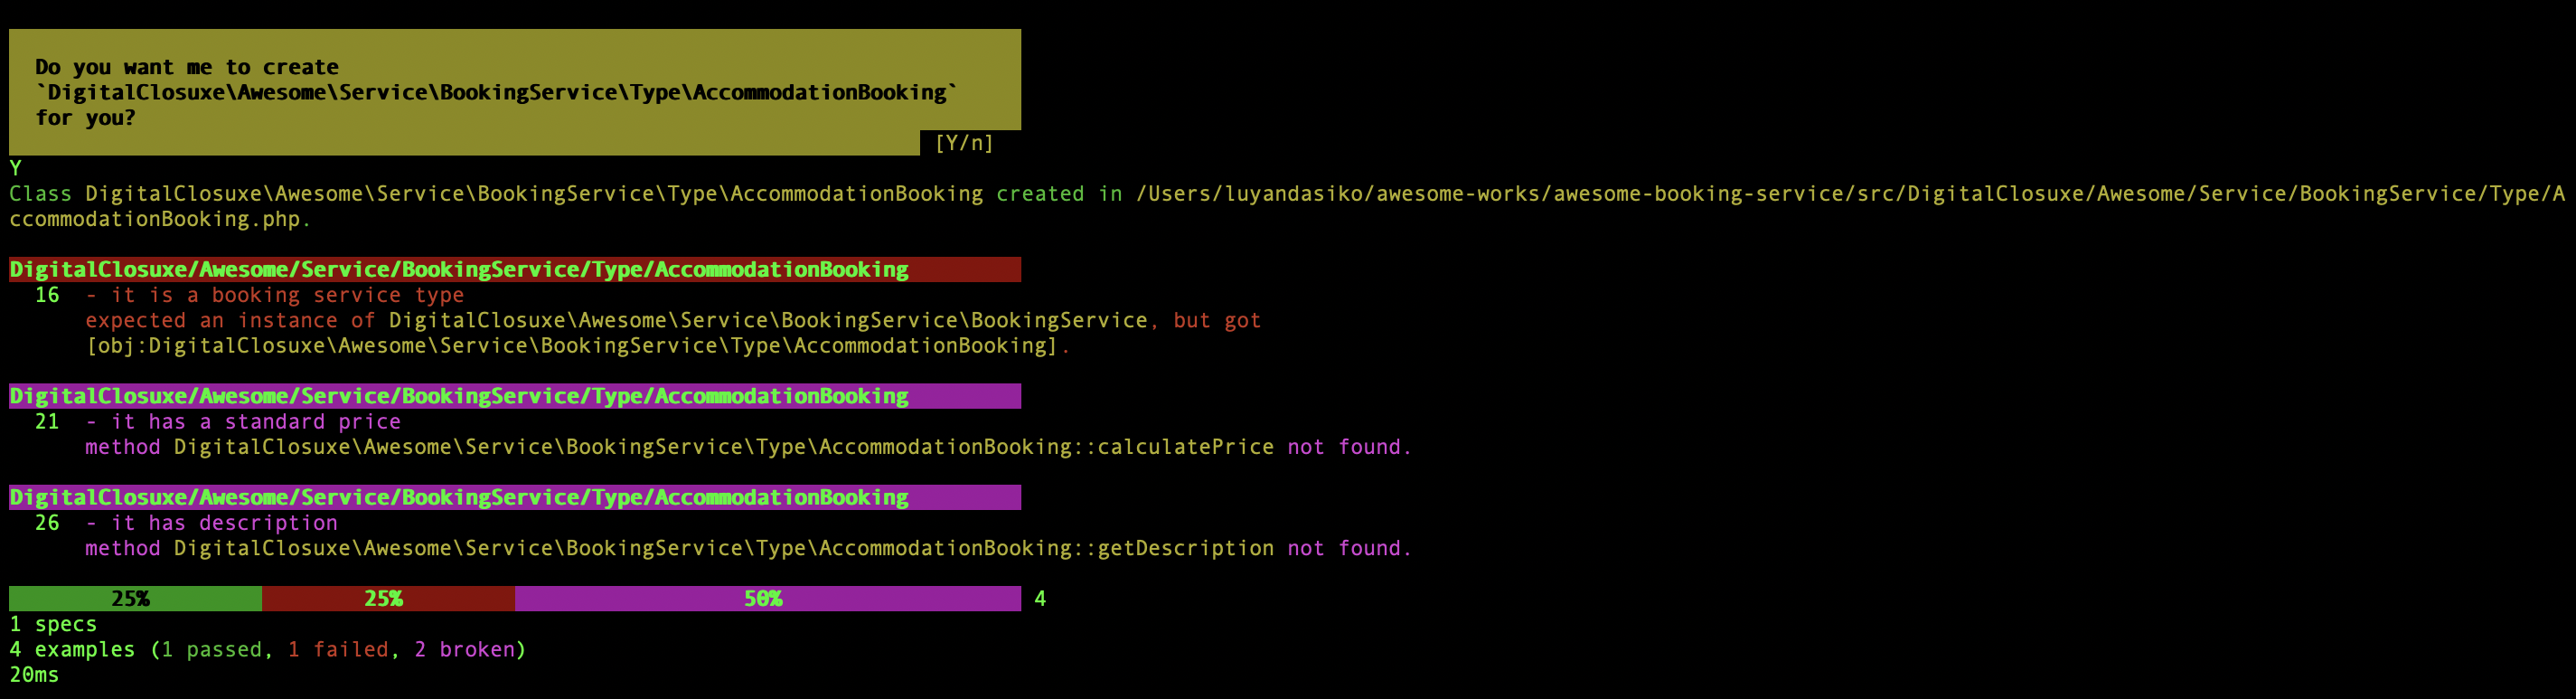 Do you want me to create
`DigitalClosuxe\Awesome\Service\BookingService\Type\AccommodationBooking`
for you?
[Y/n]
Y
Class DigitalClosuxe\Awesome\Service\BookingService\Type\AccommodationBooking created in /Users/luyandasiko/awesome-works/awesome-booking-service/src/DigitalClosuxe/Awesome/Service/BookingService/Type/A
ccommodationBooking.php.
DigitalClosuxe/Awesome/Service/BookingService/Type/AccommodationBooking
16 - it is a booking service type
expected an instance of DigitalClosuxe\Awesome\Service\BookingService\BookingService, but got
[obj:DigitalClosuxe\Awesome\Service\BookingService\Type\AccommodationBooking].
DigitalClosuxe/Awesome/Service/BookingService/Type/AccommodationBooking
21 - it has a standard price
method DigitalClosuxe\Awesome\Service\BookingService\Type\AccommodationBooking::calculatePrice not found.
DigitalClosuxe/Awesome/Service/BookingService/Type/AccommodationBooking
26 - it has description
method DigitalClosuxe\Awesome\Service\BookingService\Type\AccommodationBooking::getDescription not found.
25% 25% 50% 4
1 specs
4 examples (1 passed, 1 failed, 2 broken)
20ms